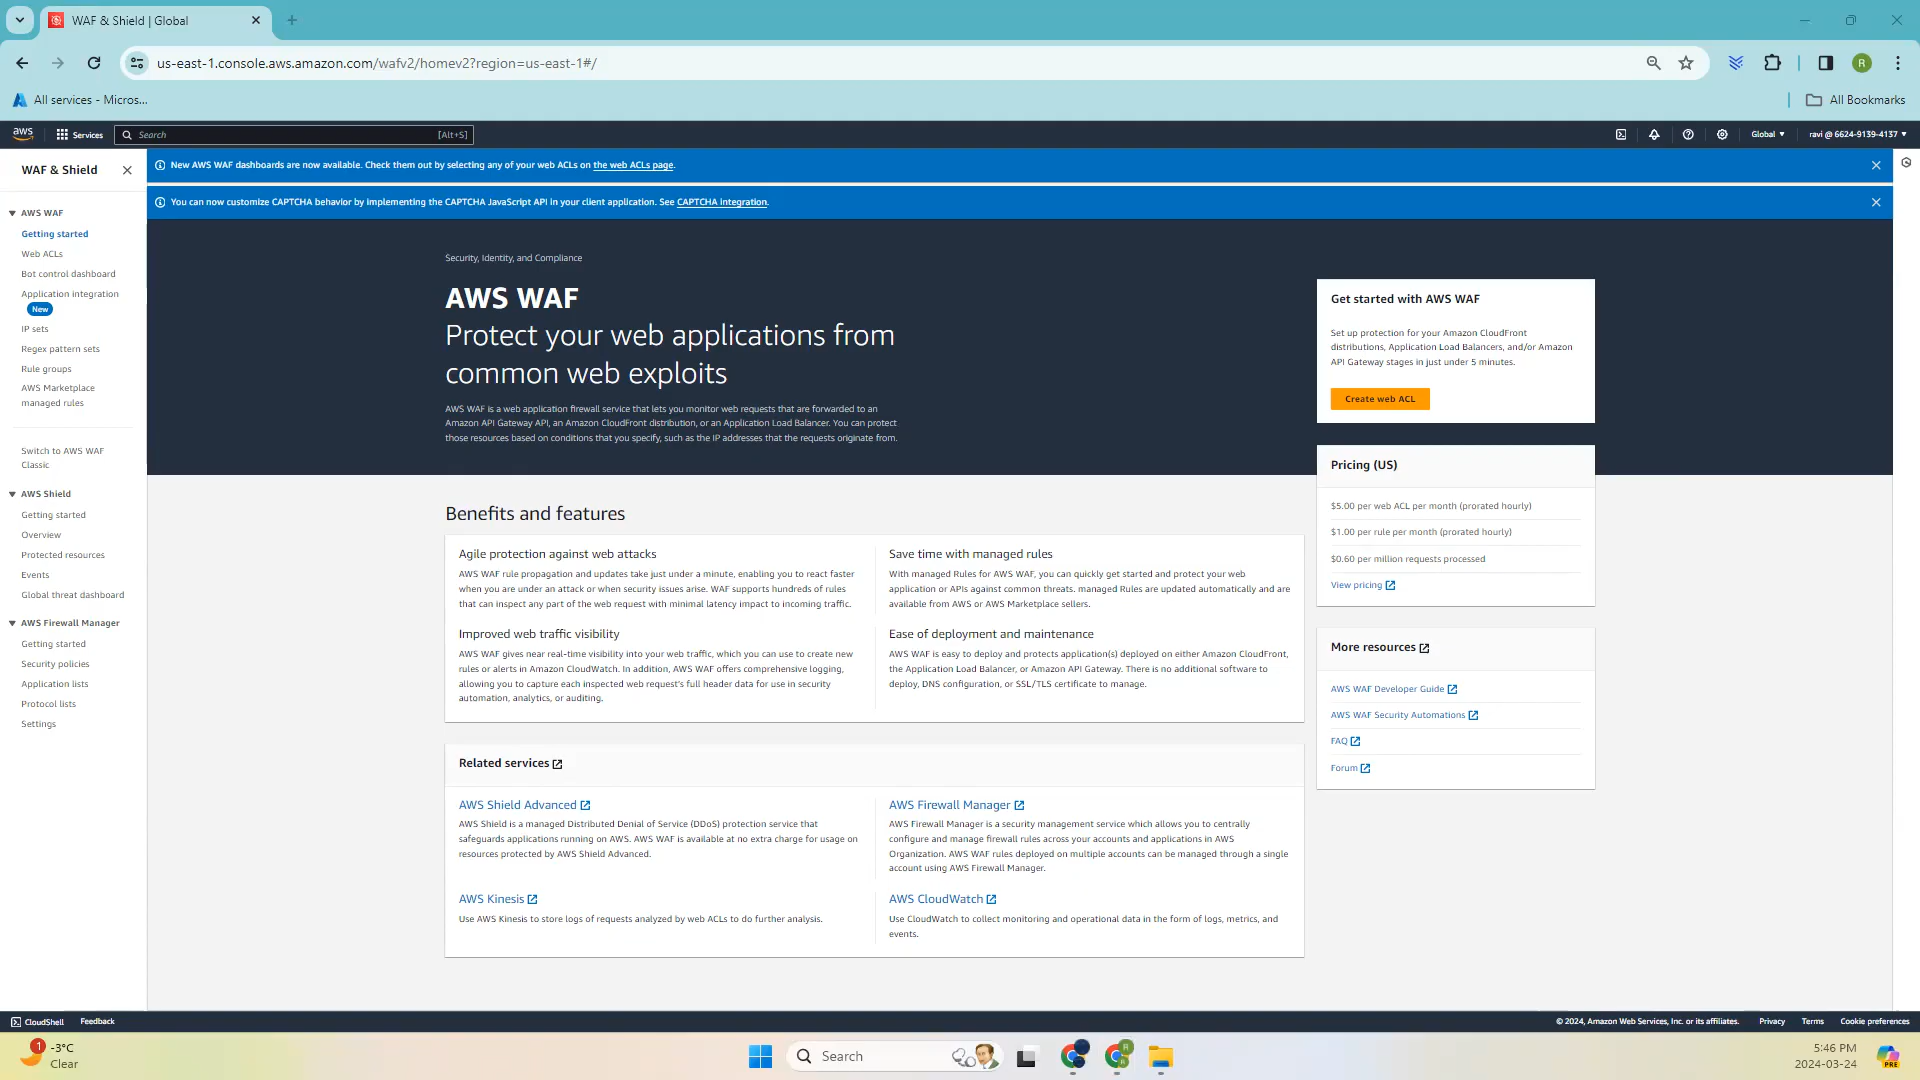 WAF & Shield | Global
us-east-1.console.aws.amazon.com/wafv2/homev2?region=us-east-1#/
R
All services - Micros...
All Bookmarks
aws
Services
Search
[Alt+S]
Global
ravi @ 6624-9139-4137
WAF & Shield
AWS WAF
Getting started
Web ACLs
Bot control dashboard
Application integration
New
IP sets
Regex pattern sets
Rule groups
AWS Marketplace
managed rules
Switch to AWS WAF
Classic
AWS Shield
Getting started
Overview
Protected resources
Events
Global threat dashboard
AWS Firewall Manager
Getting started
Security policies
Application lists
Protocol lists
Settings
New AWS WAF dashboards are now available. Check them out by selecting any of your web ACLs on the web ACLs page.
You can now customize CAPTCHA behavior by implementing the CAPTCHA JavaScript API in your client application. See CAPTCHA integration.
Security, Identity, and Compliance
AWS WAF
Protect your web applications from
common web exploits
AWS WAF is a web application firewall service that lets you monitor web requests that are forwarded to an
Amazon API Gateway API, an Amazon CloudFront distribution, or an Application Load Balancer. You can protect
those resources based on conditions that you specify, such as the IP addresses that the requests originate from.
Get started with AWS WAF
Set up protection for your Amazon CloudFront
distributions, Application Load Balancers, and/or Amazon
API Gateway stages in just under 5 minutes.
Create web ACL
Pricing (US)
$5.00 per web ACL per month (prorated hourly)
$1.00 per rule per month (prorated hourly)
$0.60 per million requests processed
View pricing
More resources
AWS WAF Developer Guide
AWS WAF Security Automations
FAQ
Forum
Benefits and features
Agile protection against web attacks
AWS WAF rule propagation and updates take just under a minute, enabling you to react faster
when you are under an attack or when security issues arise. WAF supports hundreds of rules
that can inspect any part of the web request with minimal latency impact to incoming traffic.
Save time with managed rules
With managed Rules for AWS WAF, you can quickly get started and protect your web
application or APIs against common threats. managed Rules are updated automatically and are
available from AWS or AWS Marketplace sellers.
Improved web traffic visibility
AWS WAF gives near real-time visibility into your web traffic, which you can use to create new
rules or alerts in Amazon CloudWatch. In addition, AWS WAF offers comprehensive logging,
allowing you to capture each inspected web request's full header data for use in security
automation, analytics, or auditing.
Ease of deployment and maintenance
AWS WAF is easy to deploy and protects application(s) deployed on either Amazon CloudFront,
the Application Load Balancer, or Amazon API Gateway. There is no additional software to
deploy, DNS configuration, or SSL/TLS certificate to manage.
Related services
AWS Shield Advanced
AWS Shield is a managed Distributed Denial of Service (DDoS) protection service that
safeguards applications running on AWS. AWS WAF is available at no extra charge for usage on
resources protected by AWS Shield Advanced.
AWS Firewall Manager
AWS Firewall Manager is a security management service which allows you to centrally
configure and manage firewall rules across your accounts and applications in AWS
Organization. AWS WAF rules deployed on multiple accounts can be managed through a single
account using AWS Firewall Manager.
AWS Kinesis
Use AWS Kinesis to store logs of requests analyzed by web ACLs to do further analysis.
AWS CloudWatch
Use CloudWatch to collect monitoring and operational data in the form of logs, metrics, and
events.
CloudShell
Feedback
© 2024, Amazon Web Services, Inc. or its affiliates.
Privacy
Terms
Cookie preferences
1
-3°C
Clear
Search
R
PRE
5:46 PM
2024-03-24